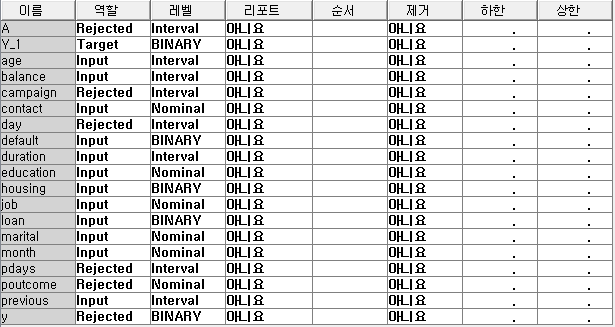 이름 역할 레벨 리포트 순서 제거 하한 상한
A Rejected Interval 아니요 아니요 . .
Y_1 Target BINARY 아니요 아니요 . .
age Input Interval 아니요 아니요 . .
balance Input Interval 아니요 아니요 . .
campaign Rejected Interval 아니요 아니요 . .
contact Input Nominal 아니요 아니요 . .
day Rejected Interval 아니요 아니요 . .
default Input BINARY 아니요 아니요 . .
duration Input Interval 아니요 아니요 . .
education Input Nominal 아니요 아니요 . .
housing Input BINARY 아니요 아니요 . .
job Input Nominal 아니요 아니요 . .
loan Input BINARY 아니요 아니요 . .
marital Input Nominal 아니요 아니요 . .
month Input Nominal 아니요 아니요 . .
pdays Rejected Interval 아니요 아니요 . .
poutcome Rejected Nominal 아니요 아니요 . .
previous Input Interval 아니요 아니요 . .
y Rejected BINARY 아니요 아니요 . .